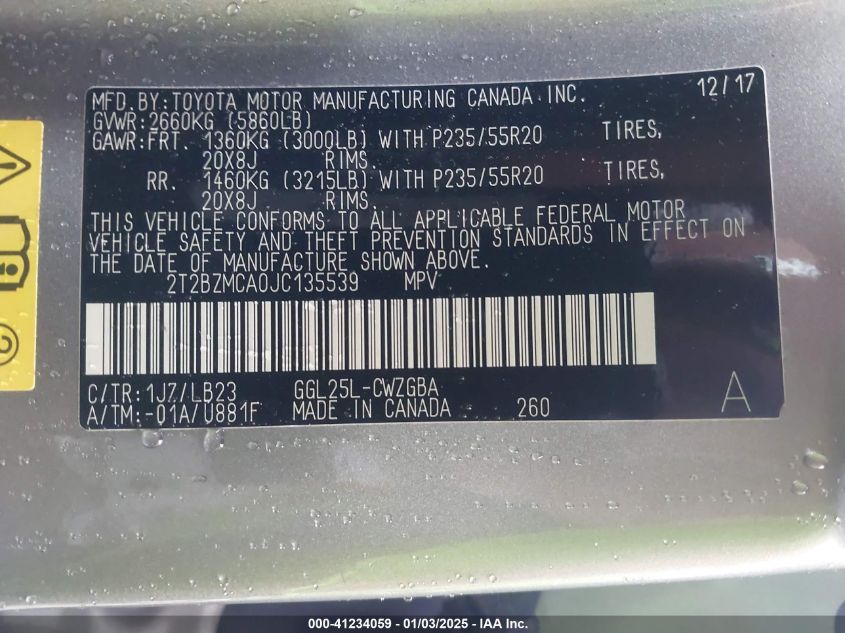 MFD. BY: TOYOTA MOTOR MANUFACTURING CANADA INC. 12/17
GVWR: 2660KG (5860LB)
GAWR: FRT. 1360KG (3000LB) WITH P235/55R20 TIRES,
20X8J RIMS.
RR. 1460KG (3215LB) WITH P235/55R20 TIRES,
20X8J RIMS.
THIS VEHICLE CONFORMS TO ALL APPLICABLE FEDERAL MOTOR
VEHICLE SAFETY AND THEFT PREVENTION STANDARDS IN EFFECT ON
THE DATE OF MANUFACTURE SHOWN ABOVE.
2T2BZMCA0JC135539 MPV
C/TR: 1J7/LB23 GGL25L-CWZGBA
A/TM: -01A/U881F MADE IN CANADA 260 A
000-41234059 — 01/03/2025 — IAA Inc.